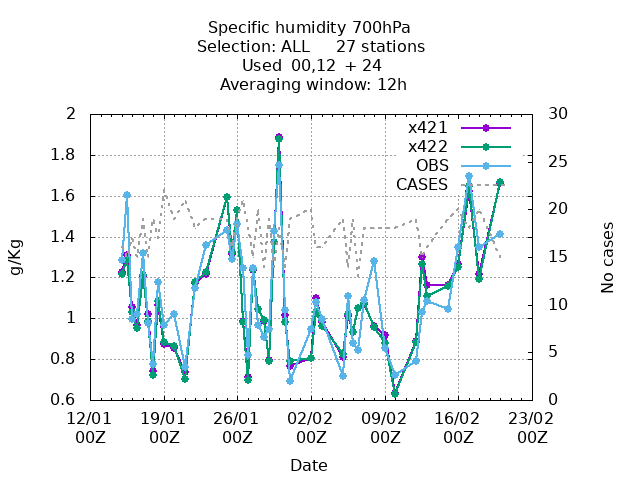 Specific humidity 700hPa
Selection: ALL 27 stations
Used 00,12 + 24
Averaging window: 12h
2
1.8
1.6
1.4
1.2
1
0.8
0.6
g/Kg
30
25
20
15
10
5
0
No cases
x421
x422
OBS
CASES
12/01 19/01 26/01 02/02 09/02 16/02 23/02
00Z 00Z 00Z 00Z 00Z 00Z 00Z
Date